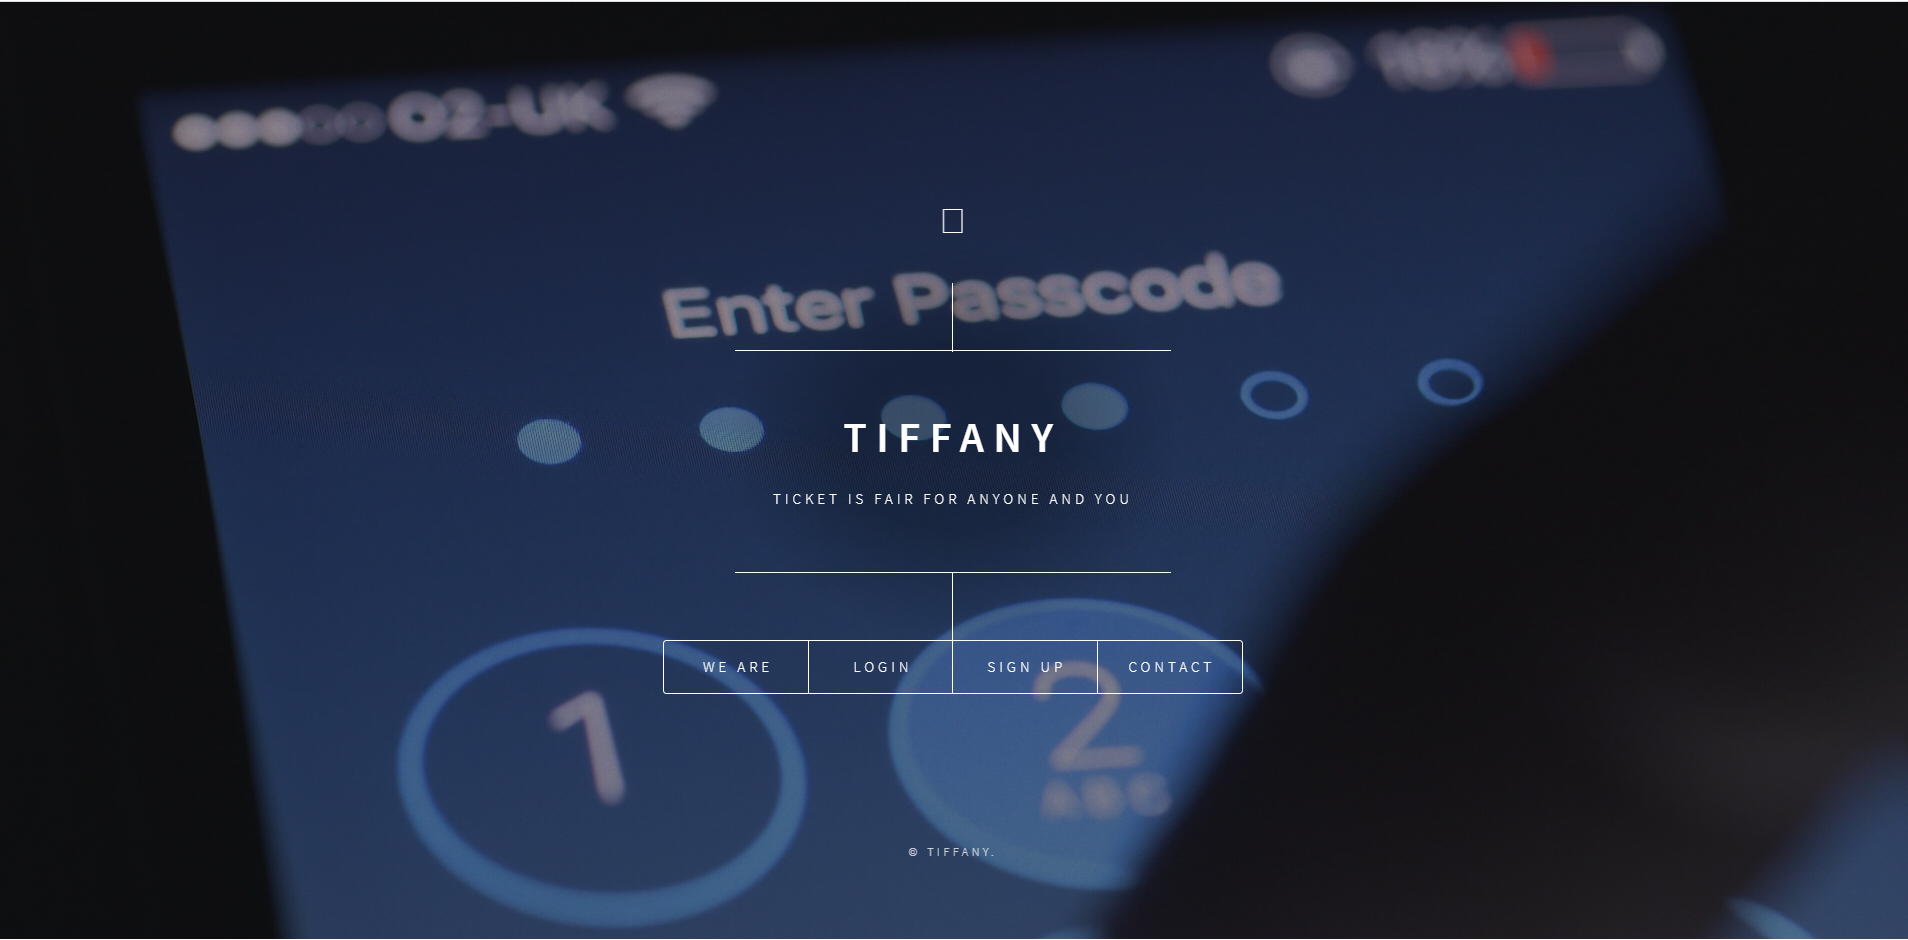 O2-UK
Enter Passcode
TIFFANY
TICKET IS FAIR FOR ANYONE AND YOU
WE ARE
LOGIN
SIGN UP
CONTACT
1
2
ABC
© TIFFANY.